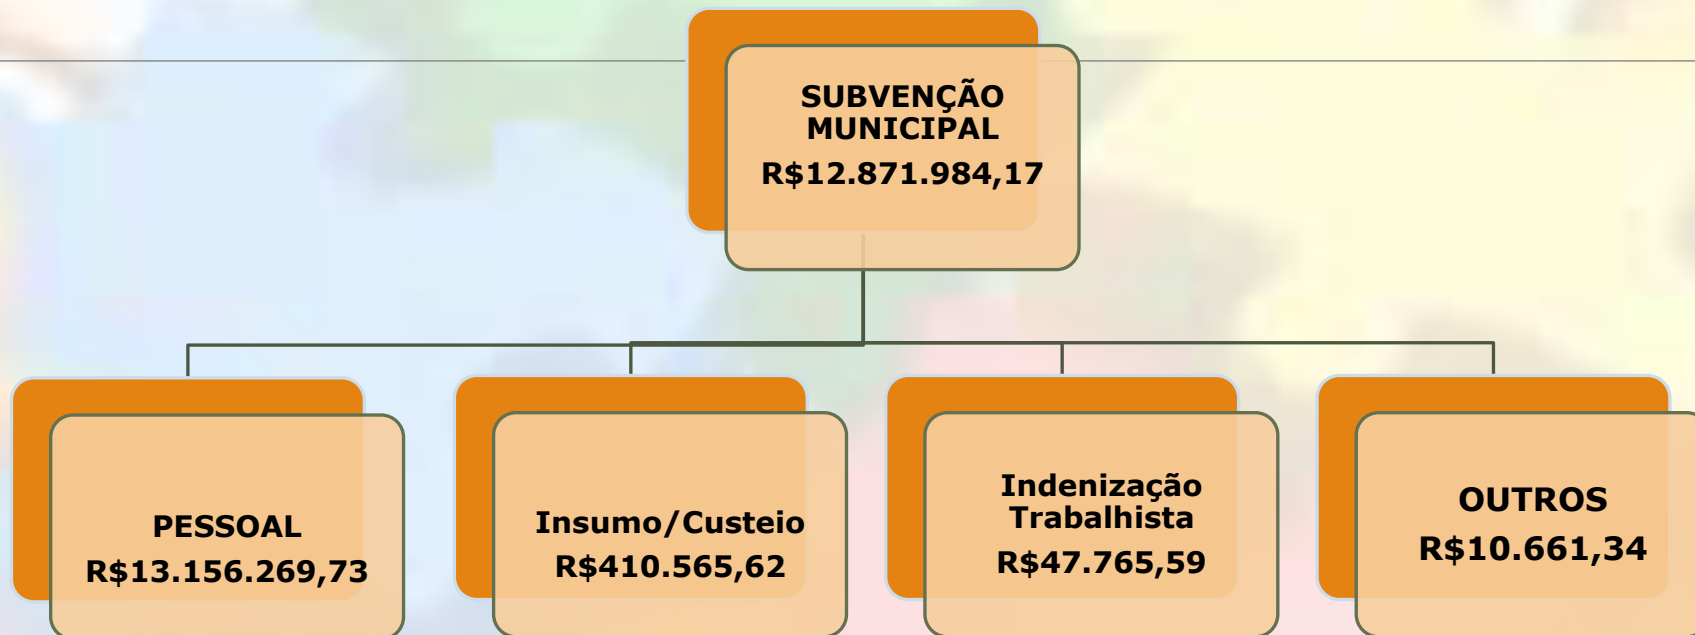 SUBVENÇÃO
MUNICIPAL
R$12.871.984,17
PESSOAL
R$13.156.269,73
Insumo/Custeio
R$410.565,62
Indenização
Trabalhista
R$47.765,59
OUTROS
R$10.661,34